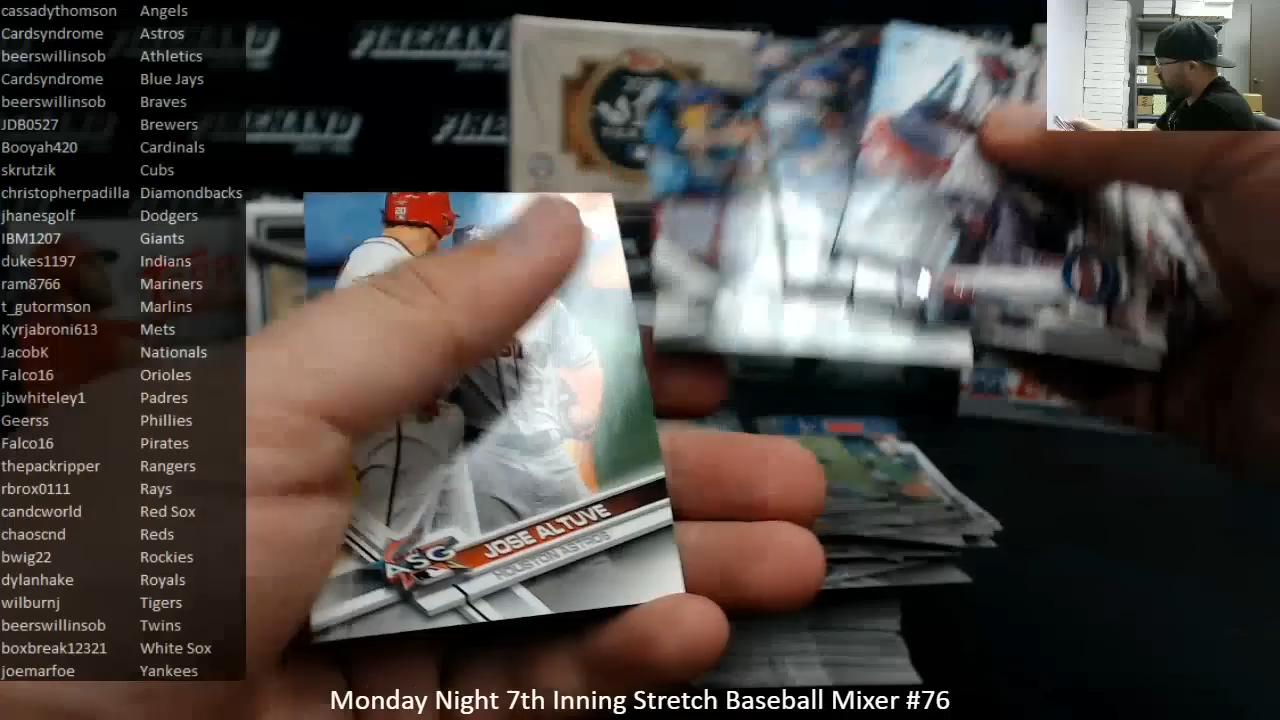 cassadythomson Angels
Cardsyndrome Astros
beerswillinsob Athletics
Cardsyndrome Blue Jays
beerswillinsob Braves
JDB0527 Brewers
Booyah420 Cardinals
skrutzik Cubs
christopherpadilla Diamondbacks
jhanesgolf Dodgers
IBM1207 Giants
dukes1197 Indians
ram8766 Mariners
t_gutormson Marlins
Kyrjabroni613 Mets
JacobK Nationals
Falco16 Orioles
jbwhiteley1 Padres
Geerss Phillies
Falco16 Pirates
thepackripper Rangers
rbrox0111 Rays
candcworld Red Sox
chaoscnd Reds
bwig22 Rockies
dylanhake Royals
wilburnj Tigers
beerswillinsob Twins
boxbreak12321 White Sox
joemarfoe Yankees
ASG
JOSE ALTUVE
HOUSTON ASTROS
Monday Night 7th Inning Stretch Baseball Mixer #76